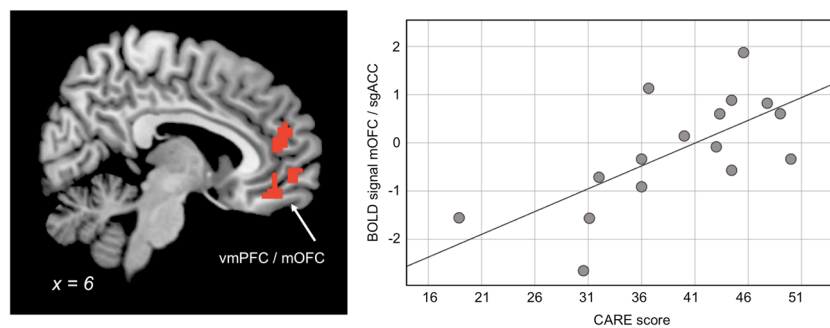 vmPFC / mOFC
x = 6
BOLD signal mOFC / sgACC
2
1
0
-1
-2
16 21 26 31 36 41 46 51
CARE score